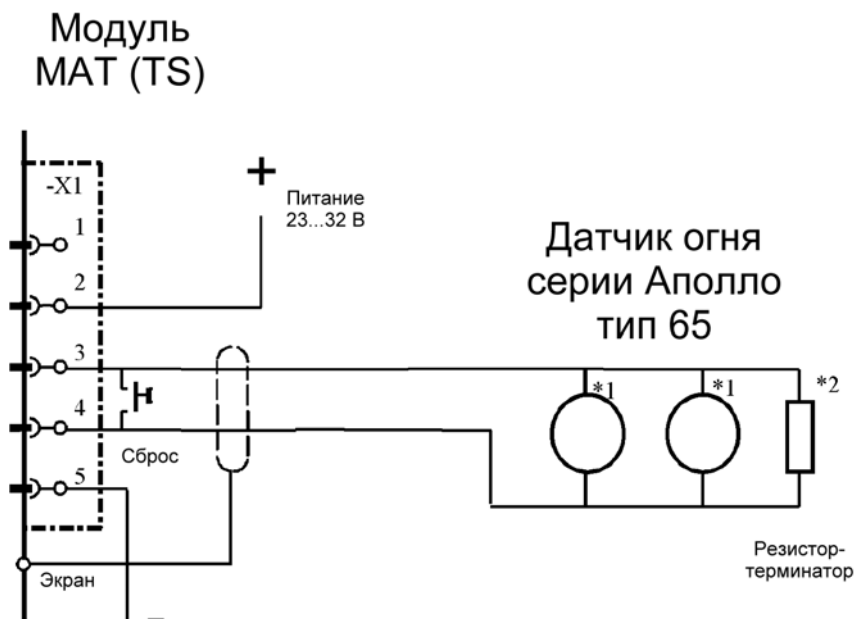 Модуль
МАТ (TS)
-X1
1
Питание
23...32 В
2
Датчик огня
серии Аполло
тип 65
3
*1
*1
*2
4
Сброс
5
Резистор-
терминатор
Экран